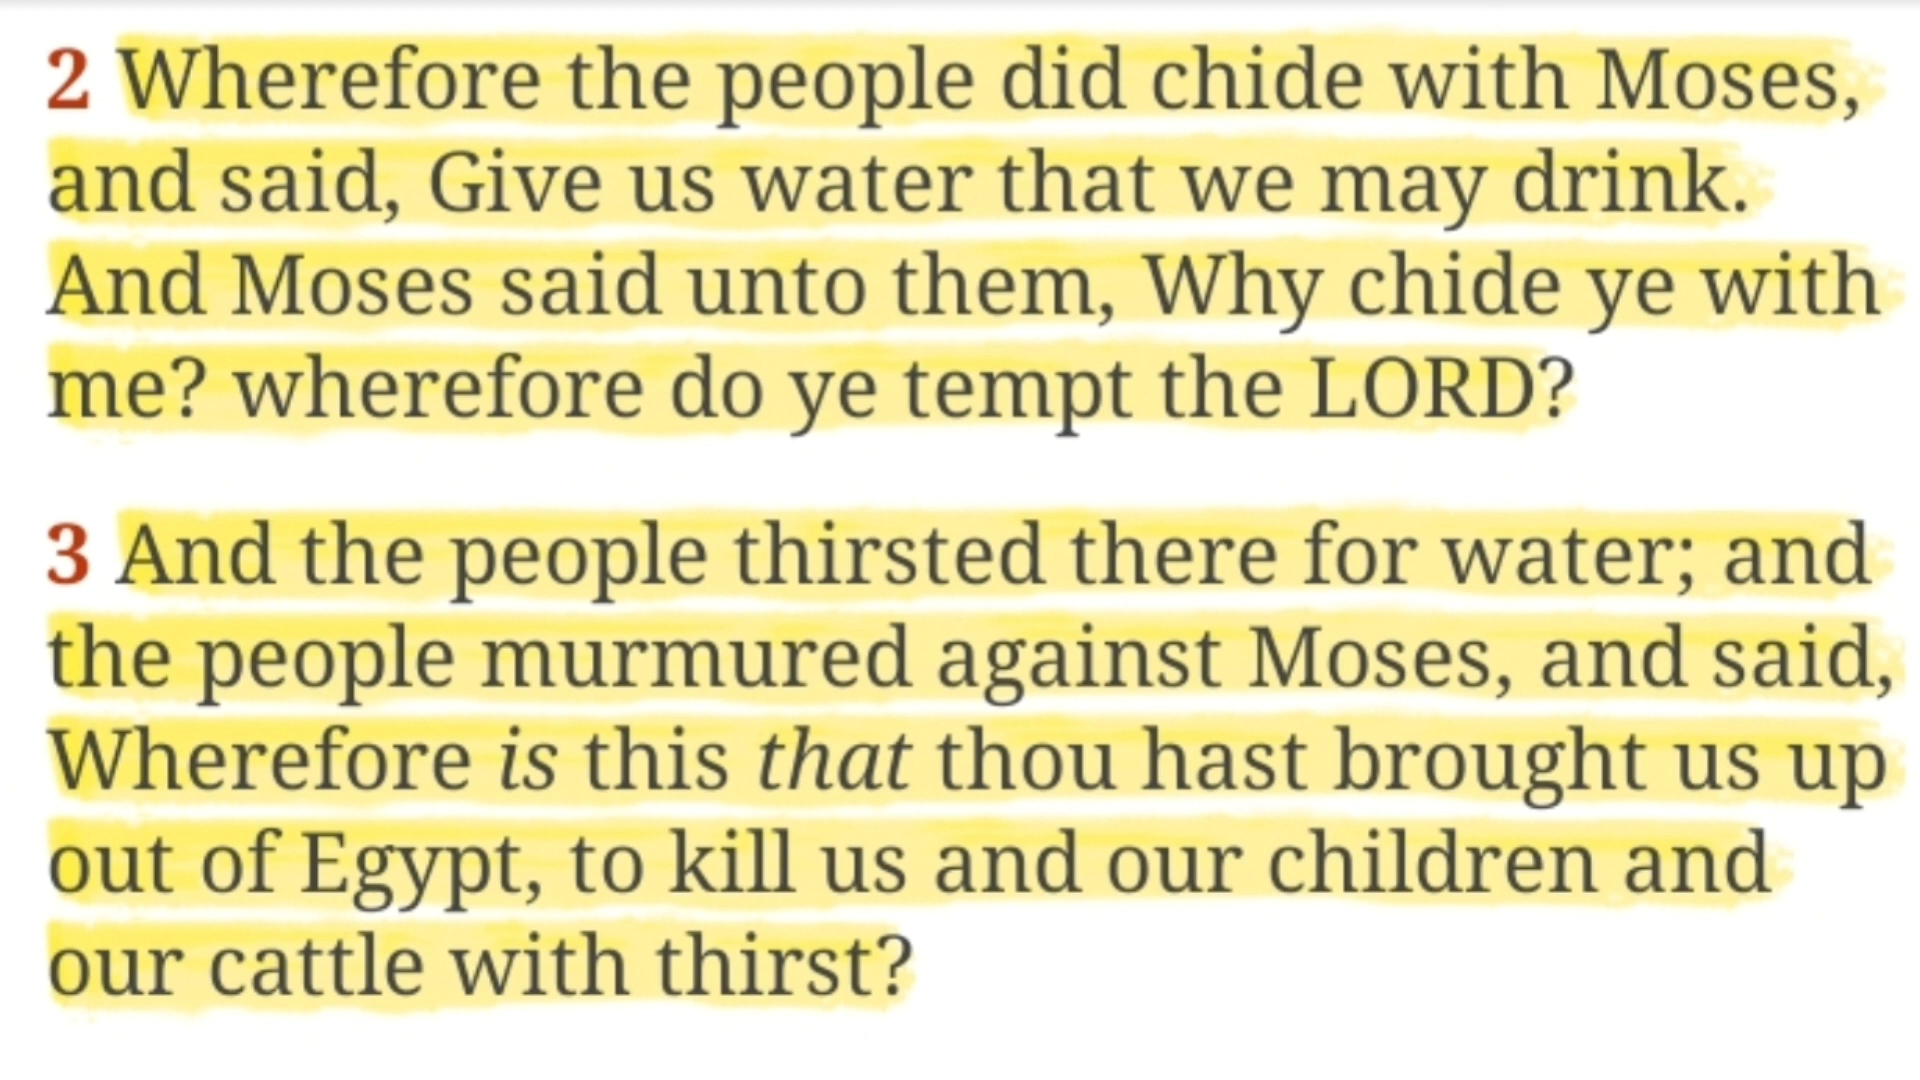 2 Wherefore the people did chide with Moses,
and said, Give us water that we may drink.
And Moses said unto them, Why chide ye with
me? wherefore do ye tempt the LORD?
3 And the people thirsted there for water; and
the people murmured against Moses, and said,
Wherefore is this that thou hast brought us up
out of Egypt, to kill us and our children and
our cattle with thirst?